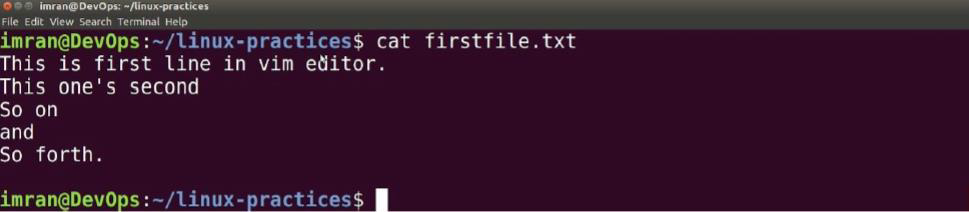 imran@DevOps: ~/linux-practices
File Edit View Search Terminal Help
imran@DevOps:~/linux-practices$ cat firstfile.txt
This is first line in vim editor.
This one's second
So on
and
So forth.
imran@DevOps:~/linux-practices$